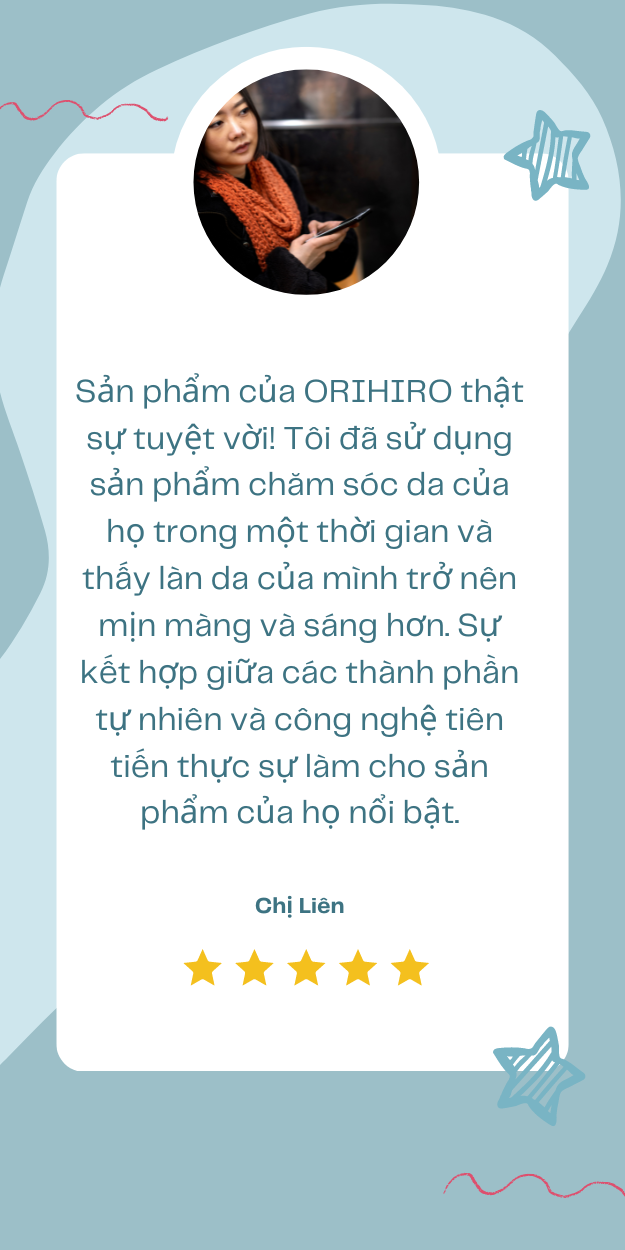 Sản phẩm của ORIHIRO thật
sự tuyệt vời! Tôi đã sử dụng
sản phẩm chăm sóc da của
họ trong một thời gian và
thấy làn da của mình trở nên
mịn màng và sáng hơn. Sự
kết hợp giữa các thành phần
tự nhiên và công nghệ tiên
tiến thực sự làm cho sản
phẩm của họ nổi bật.
Chị Liên